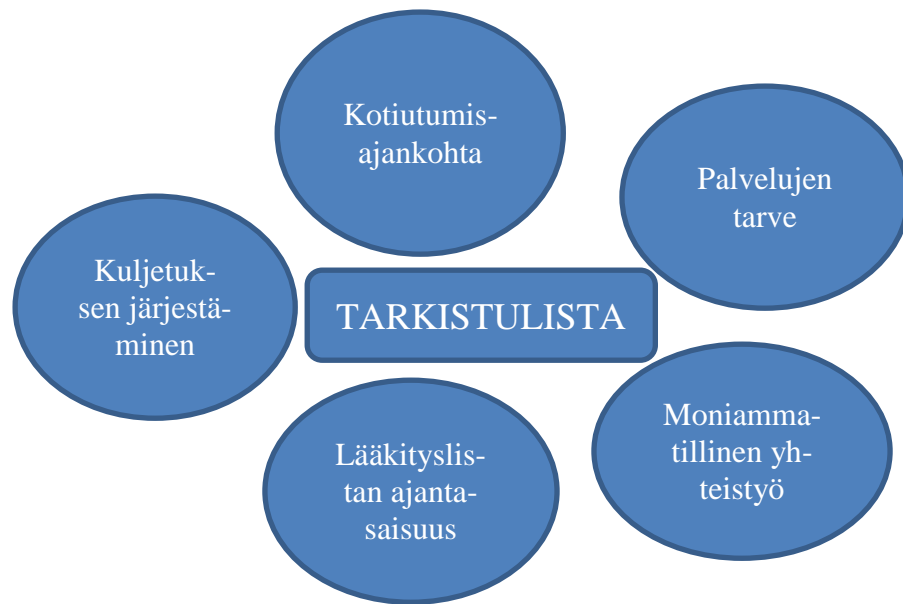 Kotiutumis-
ajankohta
Palvelujen
tarve
Kuljetuk-
sen järjestä-
minen
TARKISTULISTA
Moniamma-
tillinen yh-
teistyö
Lääkityslis-
tan ajanta-
saisuus